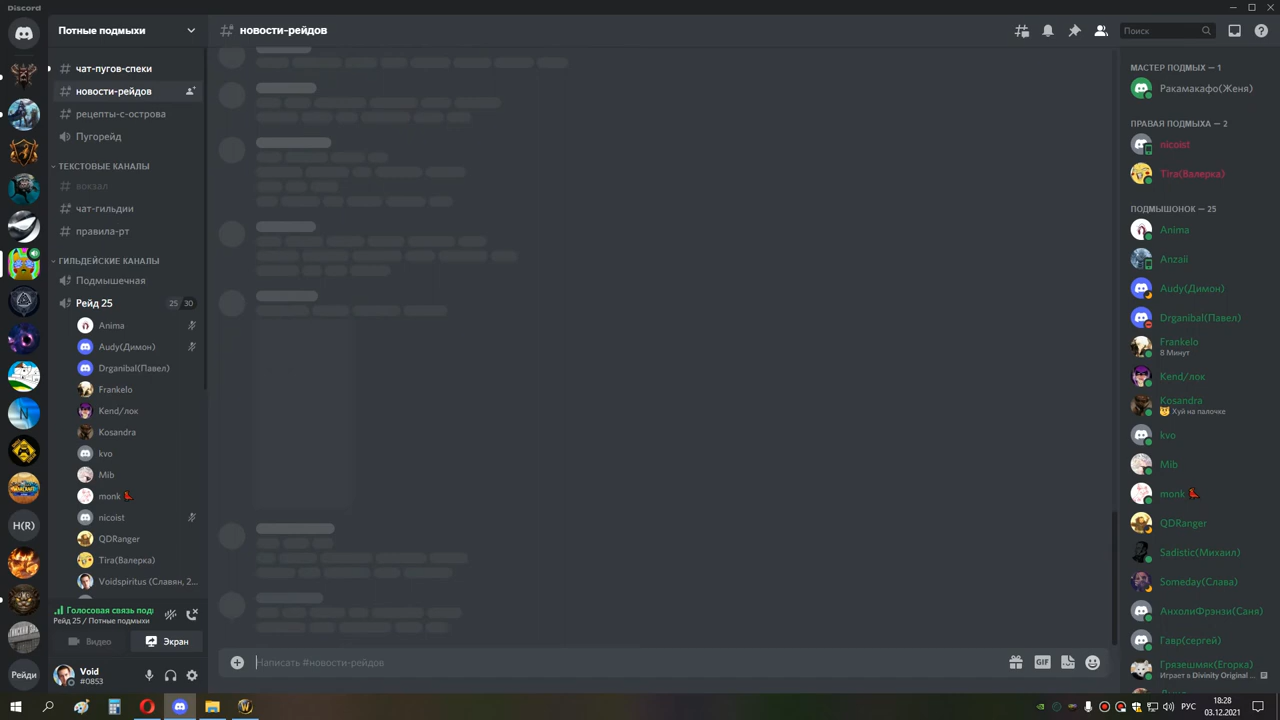 Discord
Потные подмыхи
новости-рейдов
Поиск
чат-пугов-спеки
новости-рейдов
рецепты-с-острова
Пугорейд
ТЕКСТОВЫЕ КАНАЛЫ
вокзал
чат-гильдии
правила-рт
ГИЛЬДЕЙСКИЕ КАНАЛЫ
Подмышечная
Рейд 25
25 30
Anima
Audy(Димон)
Drganibal(Павел)
Frankelo
Kend/лок
Kosandra
kvo
Mib
monk
nicoist
QDRanger
Tira(Валерка)
Voidspiritus (Славян, 2...
H(R)
Рейди
Голосовая связь под
Рейд 25 / Потные подмыхи
Видео
Экран
Void
#0853
Написать #новости-рейдов
GIF
МАСТЕР ПОДМЫХ — 1
Ракамакафо(Женя)
ПРАВАЯ ПОДМЫХА — 2
nicoist
Tira(Валерка)
ПОДМЫШОНОК — 25
Anima
Anzaii
Audy(Димон)
Drganibal(Павел)
Frankelo
8 Минут
Kend/лок
Kosandra
Хуй на палочке
kvo
Mib
monk
QDRanger
Sadistic(Михаил)
Someday(Слава)
АнхолиФрэнзи(Саня)
Гавр(сергей)
Грязешмяк(Егорка)
Играет в Divinity Original ...
РУС
18:28
03.12.2021